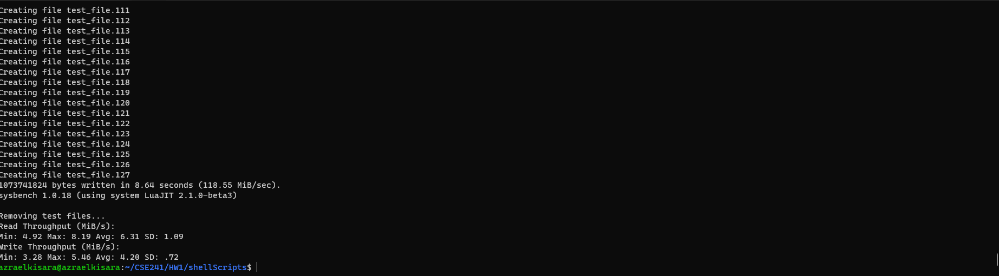 Creating file test_file.111
Creating file test_file.112
Creating file test_file.113
Creating file test_file.114
Creating file test_file.115
Creating file test_file.116
Creating file test_file.117
Creating file test_file.118
Creating file test_file.119
Creating file test_file.120
Creating file test_file.121
Creating file test_file.122
Creating file test_file.123
Creating file test_file.124
Creating file test_file.125
Creating file test_file.126
Creating file test_file.127
1073741824 bytes written in 8.64 seconds (118.55 MiB/sec).
sysbench 1.0.18 (using system LuaJIT 2.1.0-beta3)
Removing test files...
Read Throughput (MiB/s):
Min: 4.92 Max: 8.19 Avg: 6.31 SD: 1.09
Write Throughput (MiB/s):
Min: 3.28 Max: 5.46 Avg: 4.20 SD: .72
azraelkisara@azraelkisara:~/CSE241/HW1/shellScripts$